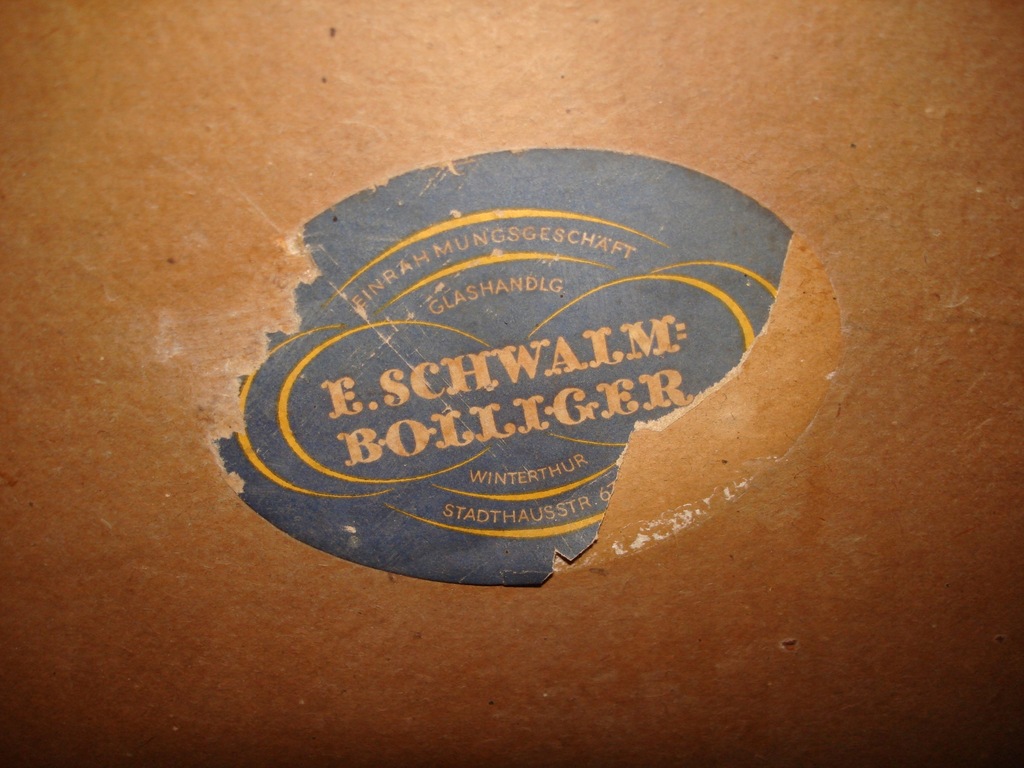 EINRAHMUNGSGESCHÄFT
GLASHANDLG.
E. SCHWALM=
BOLLIGER
WINTERTHUR
STADTHAUSSTR.